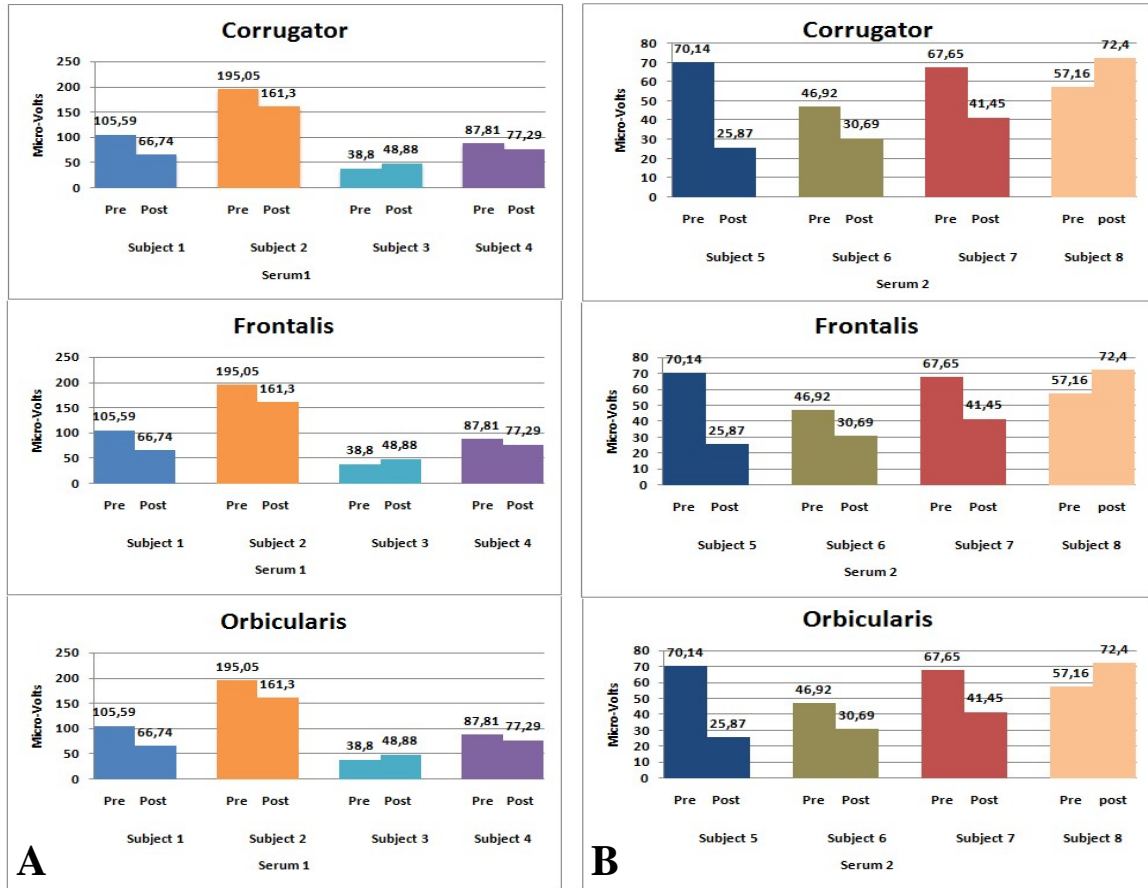 Corrugator
250
200
150
100
50
0
Micro-Volts
105,59
66,74
195,05
161,3
38,8
48,88
87,81
77,29
Pre Post Pre Post Pre Post Pre Post
Subject 1 Subject 2 Subject 3 Subject 4
Serum1
Frontalis
250
200
150
100
50
0
Micro-Volts
105,59
66,74
195,05
161,3
38,8
48,88
87,81
77,29
Pre Post Pre Post Pre Post Pre Post
Subject 1 Subject 2 Subject 3 Subject 4
Serum 1
Orbicularis
250
200
150
100
50
0
Micro-Volts
105,59
66,74
195,05
161,3
38,8
48,88
87,81
77,29
Pre Post Pre Post Pre Post Pre Post
Subject 1 Subject 2 Subject 3 Subject 4
Serum 1
A
Corrugator
80
70
60
50
40
30
20
10
0
Micro-Volts
70,14
25,87
46,92
30,69
67,65
41,45
57,16
72,4
Pre Post Pre Post Pre Post Pre post
Subject 5 Subject 6 Subject 7 Subject 8
Serum 2
Frontalis
80
70
60
50
40
30
20
10
0
Micro-Volts
70,14
25,87
46,92
30,69
67,65
41,45
57,16
72,4
Pre Post Pre Post Pre Post Pre post
Subject 5 Subject 6 Subject 7 Subject 8
Serum 2
Orbicularis
80
70
60
50
40
30
20
10
0
Micro-Volts
70,14
25,87
46,92
30,69
67,65
41,45
57,16
72,4
Pre Post Pre Post Pre Post Pre post
Subject 5 Subject 6 Subject 7 Subject 8
Serum 2
B